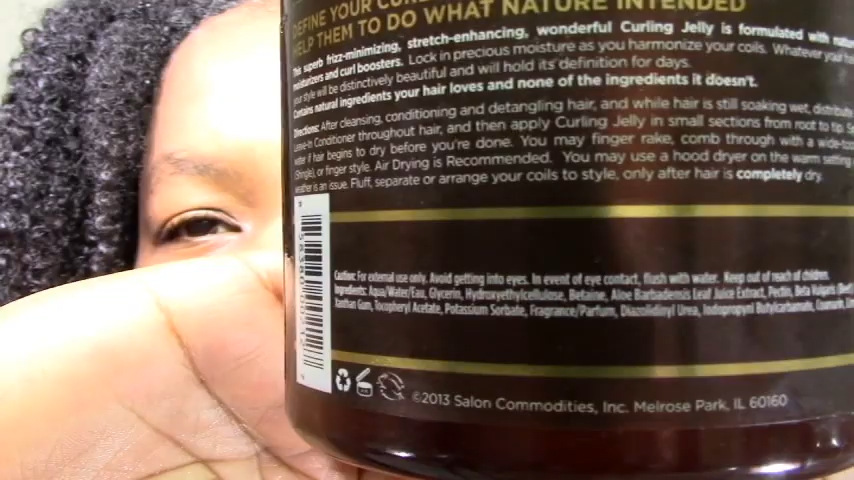 DEFINE YOUR
HELP THEM TO DO WHAT NATURE INTENDED
This superb frizz-minimizing, stretch-enhancing, wonderful Curling Jelly is formulated with
moisturizers and curl boosters. Lock in precious moisture as you harmonize your coils. Whatever your
your style will be distinctively beautiful and will hold its definition for days.
Contains natural ingredients your hair loves and none of the ingredients it doesn't.
Directions: After cleansing, conditioning and detangling hair, and while hair is still soaking wet, distribute
Leave-In Conditioner throughout hair, and then apply Curling Jelly in small sections from root to tip.
water if hair begins to dry before you're done. You may finger rake, comb through with a wide-
(Shingle), or finger style. Air Drying is Recommended. You may use a hood dryer on the warm setting
weather is an issue. Fluff, separate or arrange your coils to style, only after hair is completely dry.
Caution: For external use only. Avoid getting into eyes. In event of eye contact, flush with water. Keep out of reach of children.
Ingredients: Aqua/Water/Eau, Glycerin, Hydroxyethylcellulose, Betaine, Aloe Barbadensis Leaf Juice Extract, Pectin, Beta Vulgaris (Beet)
Xanthan Gum, Tocopheryl Acetate, Potassium Sorbate, Fragrance/Parfum, Diazolidinyl Urea, Iodopropynyl Butylcarbamate, Coumarin,
©2013 Salon Commodities, Inc. Melrose Park, IL 60160